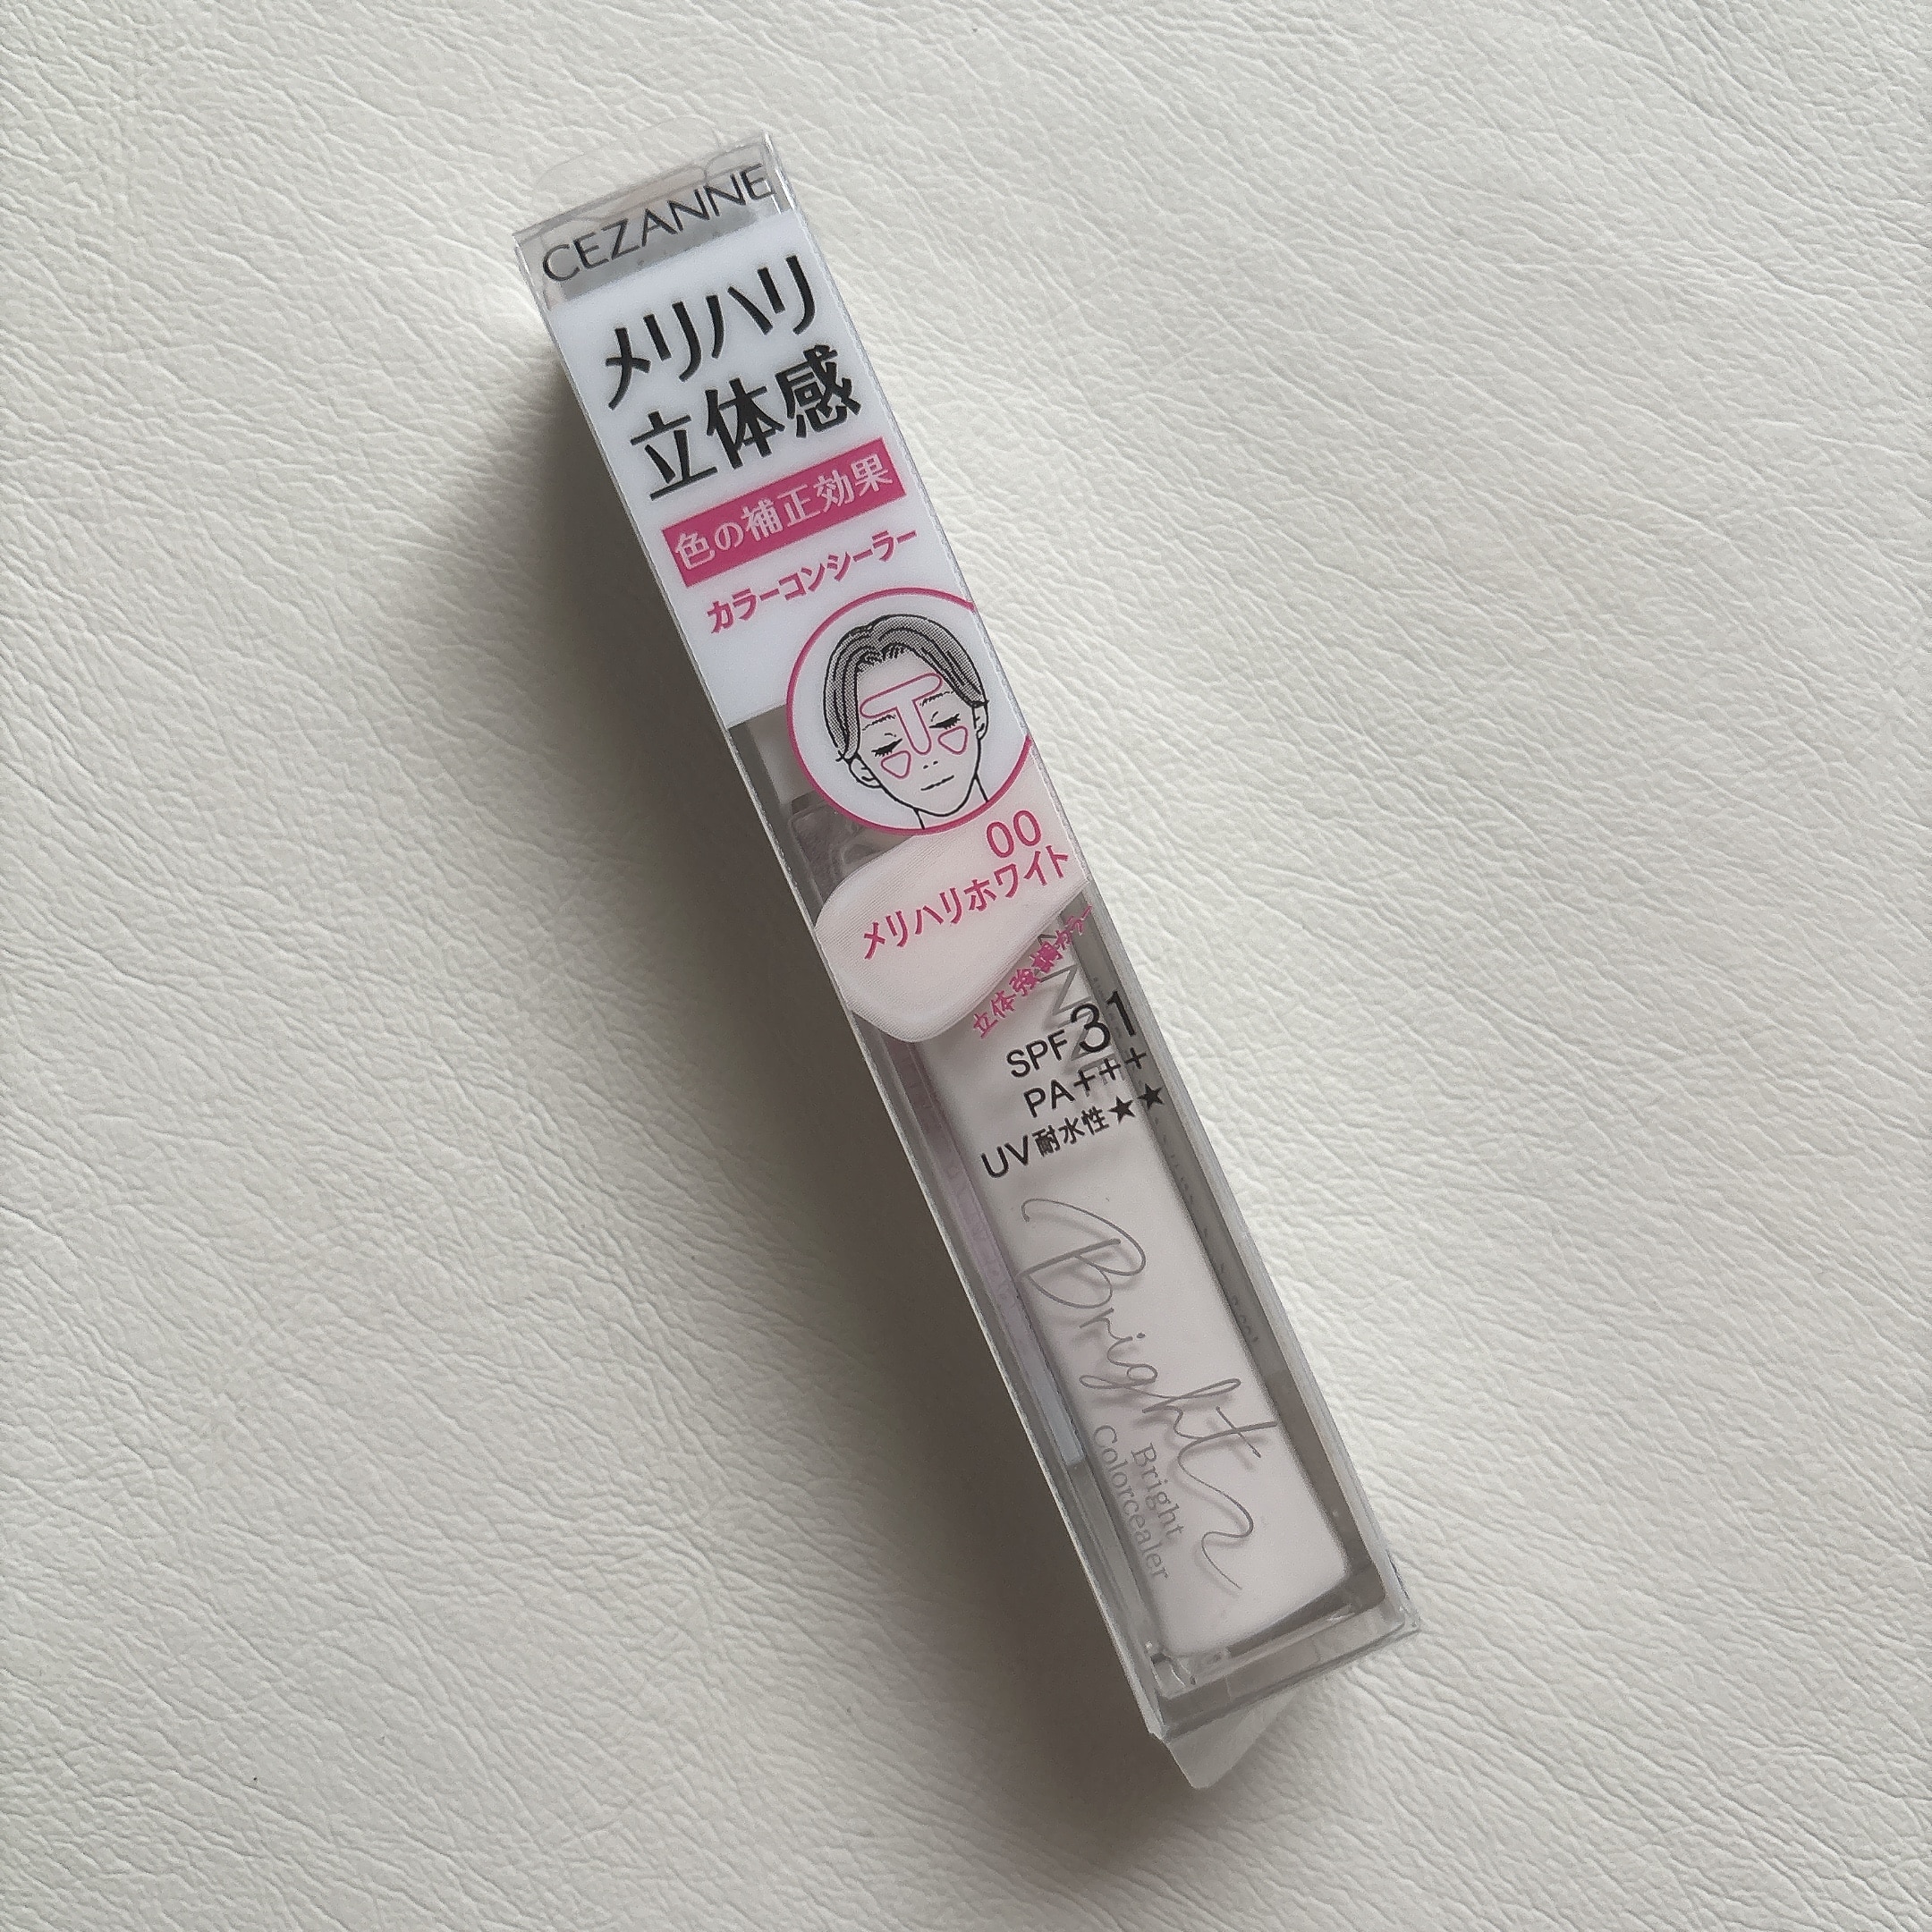 CEZANNE
メリハリ
立体感
色の補正効果
カラーコンシーラー
00
メリハリホワイト
立体強調カラー
SPF31
PA+++
UV耐水性★★
Bright
Bright
Colorcealer